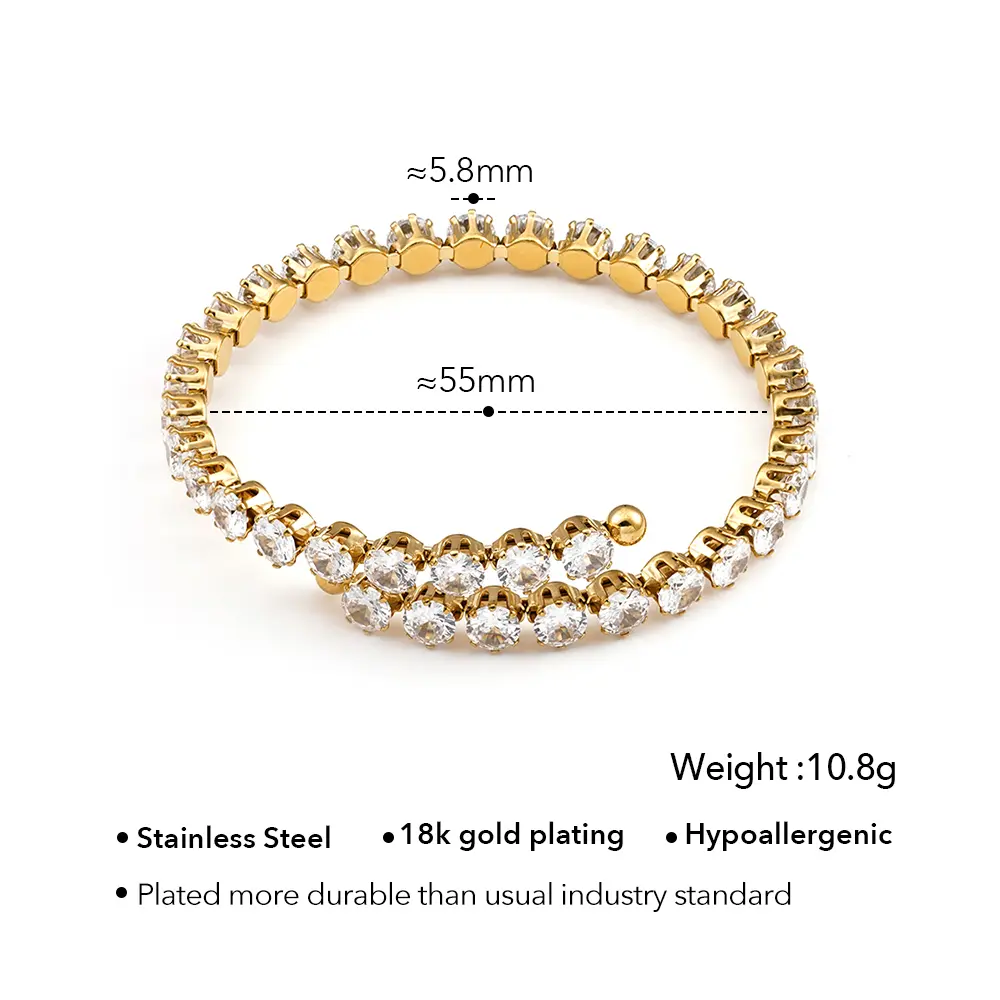 ≈5.8mm
≈55mm
Weight :10.8g
• Stainless Steel • 18k gold plating • Hypoallergenic
• Plated more durable than usual industry standard